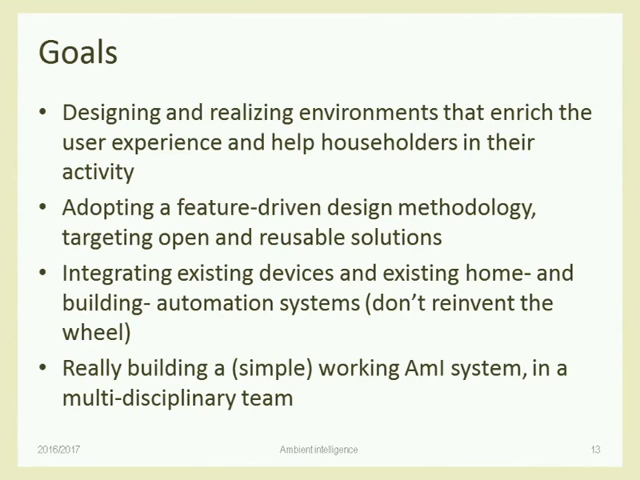 Goals
• Designing and realizing environments that enrich the
user experience and help householders in their
activity
• Adopting a feature-driven design methodology,
targeting open and reusable solutions
• Integrating existing devices and existing home- and
building- automation systems (don't reinvent the
wheel)
• Really building a (simple) working AmI system, in a
multi-disciplinary team
2016/2017 Ambient intelligence 13